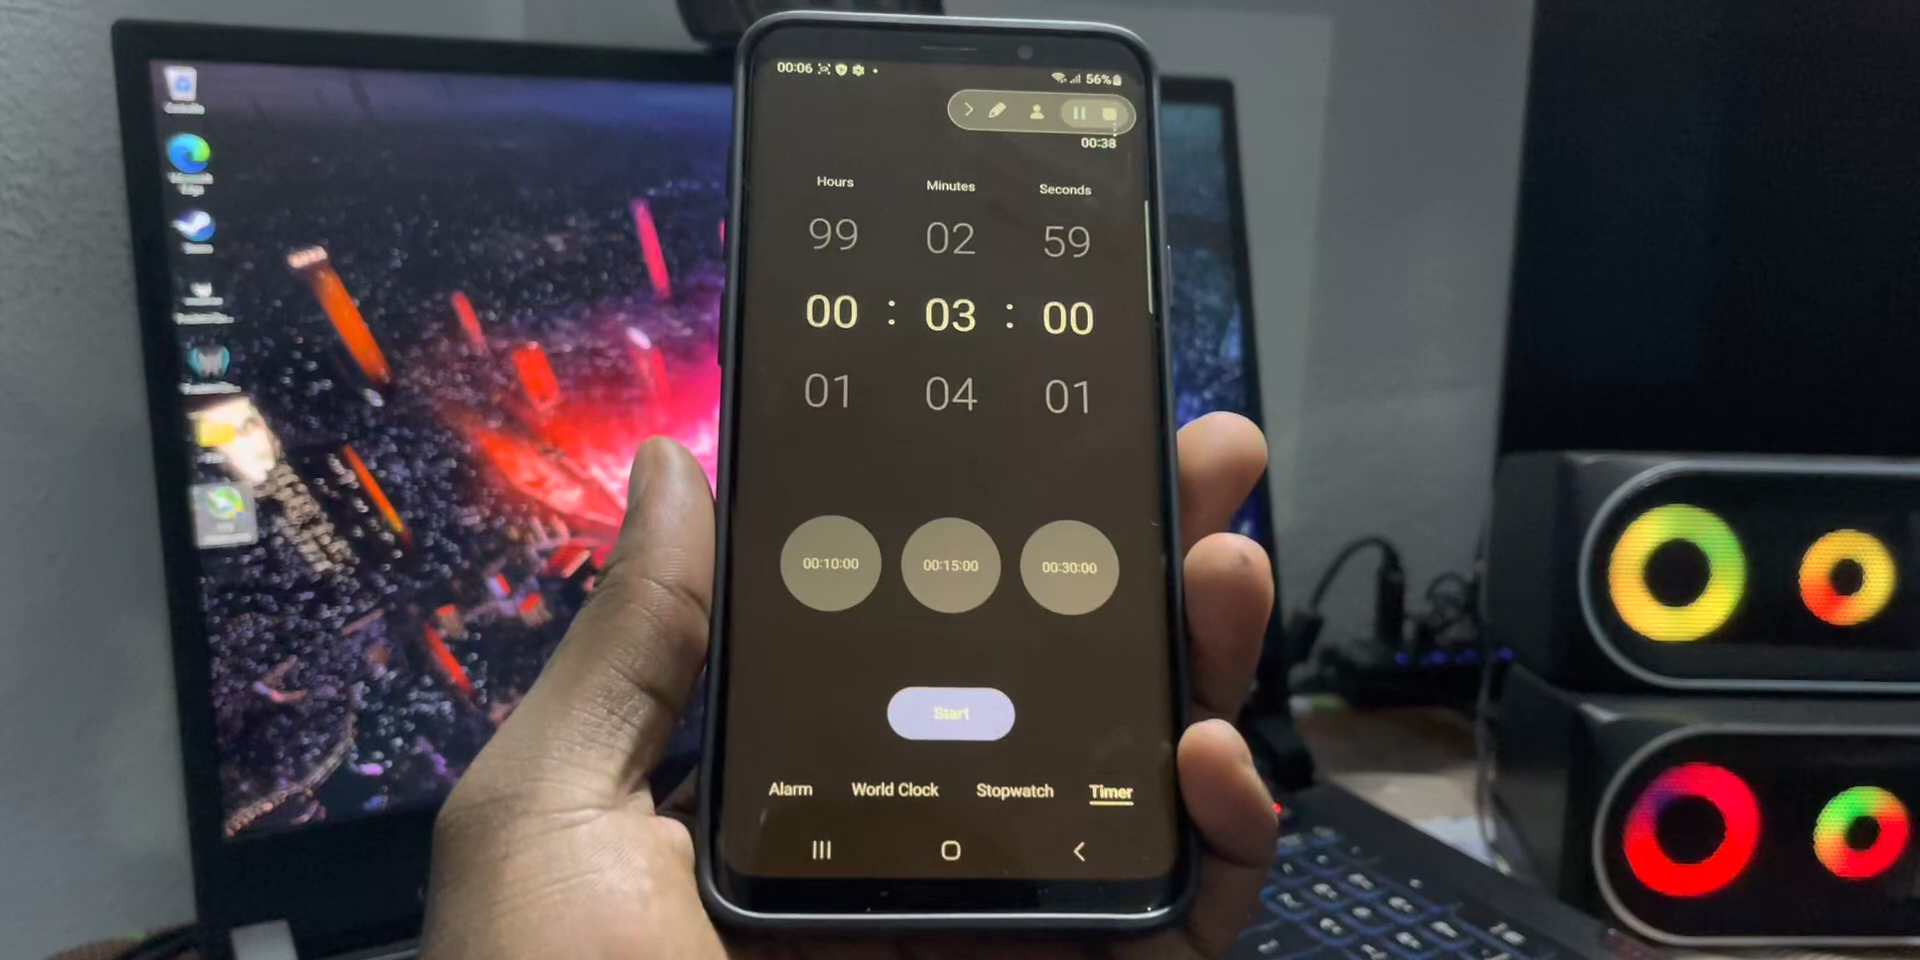 00:06
56%
00:38
Hours Minutes Seconds
99 02 59
00 : 03 : 00
01 04 01
00:10:00 00:15:00 00:30:00
Start
Alarm World Clock Stopwatch Timer